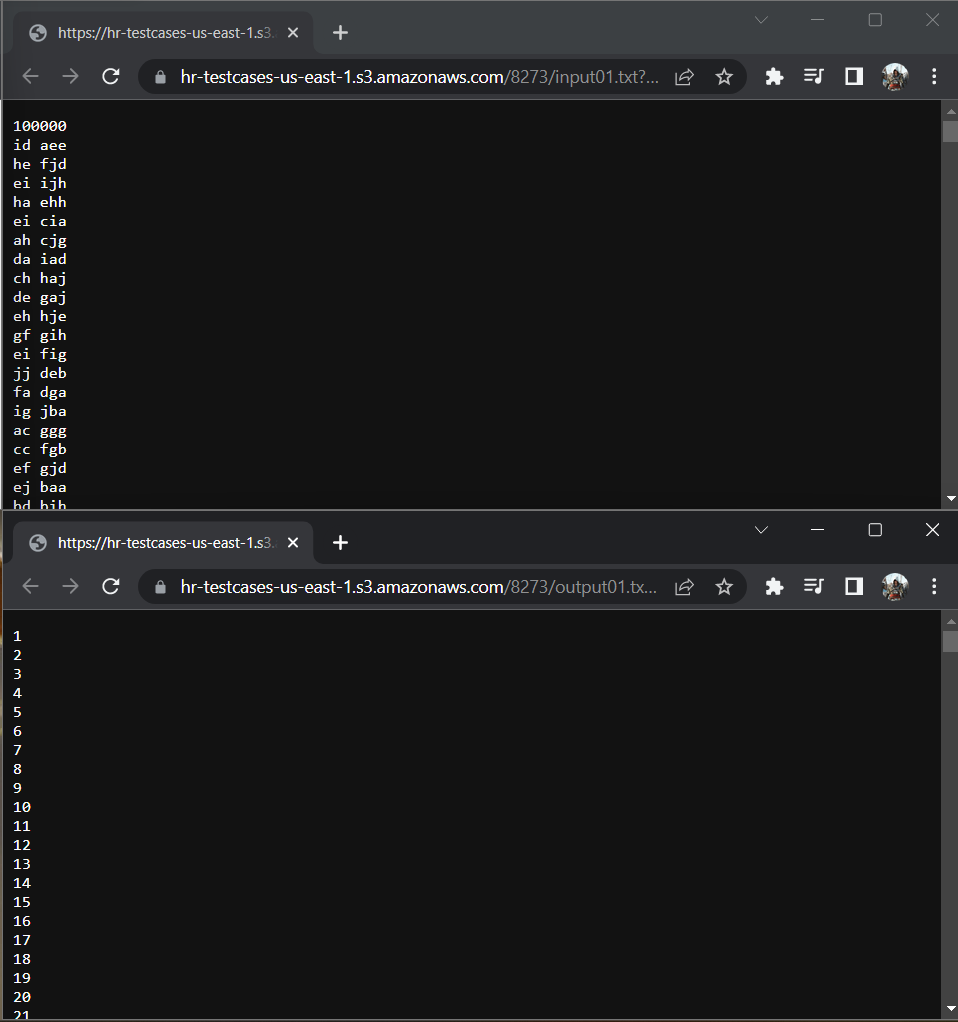 https://hr-testcases-us-east-1.s3.
hr-testcases-us-east-1.s3.amazonaws.com/8273/input01.txt?...
100000
id aee
he fjd
ei ijh
ha ehh
ei cia
ah cjg
da iad
ch haj
de gaj
eh hje
gf gih
ei fig
jj deb
fa dga
ig jba
ac ggg
cc fgb
ef gjd
ej baa
https://hr-testcases-us-east-1.s3.
hr-testcases-us-east-1.s3.amazonaws.com/8273/output01.tx...
1
2
3
4
5
6
7
8
9
10
11
12
13
14
15
16
17
18
19
20
21